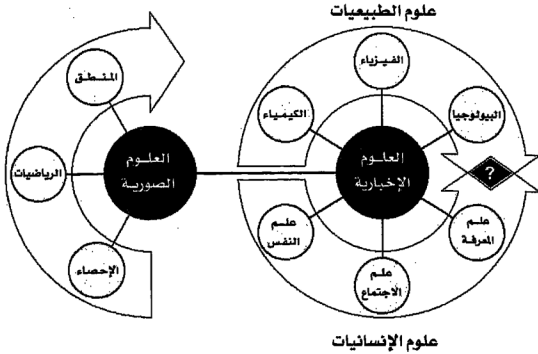 علوم الطبيعيات
الفيزياء
البيولوجيا
الكيمياء
المنطق
العلوم
الإخبارية
العلوم
الصورية
؟
الرياضيات
علم
المعرفة
علم
النفس
علم
الاجتماع
الإحصاء
علوم الإنسانيات